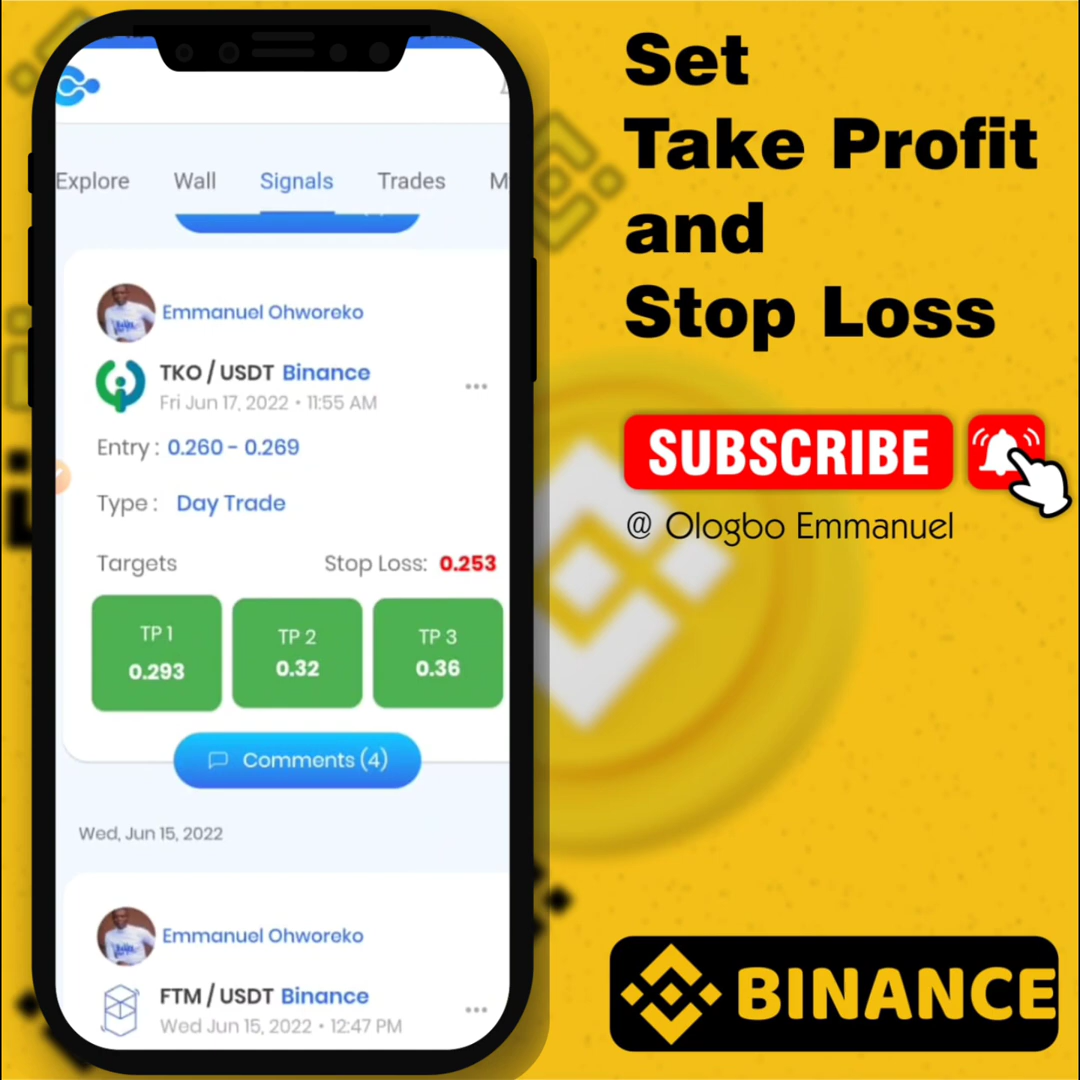 Explore Wall Signals Trades M
Emmanuel Ohworeko
TKO / USDT Binance
Fri Jun 17, 2022 • 11:55 AM
Entry : 0.260 - 0.269
Type : Day Trade
Targets Stop Loss: 0.253
TP 1 TP 2 TP 3
0.293 0.32 0.36
Comments (4)
Wed, Jun 15, 2022
Emmanuel Ohworeko
FTM / USDT Binance
Wed Jun 15, 2022 • 12:47 PM
Set
Take Profit
and
Stop Loss
SUBSCRIBE
@ Ologbo Emmanuel
BINANCE